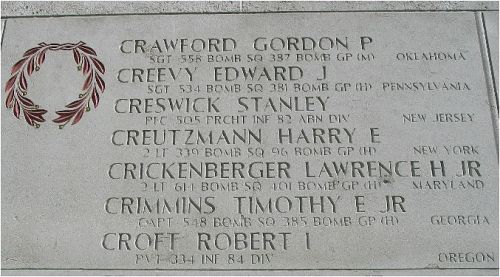 CRAWFORD GORDON P
SGT 558 BOMB SQ 387 BOMB GP (M) OKLAHOMA
CREEVY EDWARD J
SGT 534 BOMB SQ 381 BOMB GP (H) PENNSYLVANIA
CRESWICK STANLEY
PFC 505 PRCHT INF 82 ABN DIV NEW JERSEY
CREUTZMANN HARRY E
2 LT 339 BOMB SQ 96 BOMB GP (H) NEW YORK
CRICKENBERGER LAWRENCE H JR
2 LT 614 BOMB SQ 401 BOMB GP (H) MARYLAND
CRIMMINS TIMOTHY E JR
CAPT 548 BOMB SQ 385 BOMB GP (H) GEORGIA
CROFT ROBERT I
PVT 334 INF 84 DIV OREGON